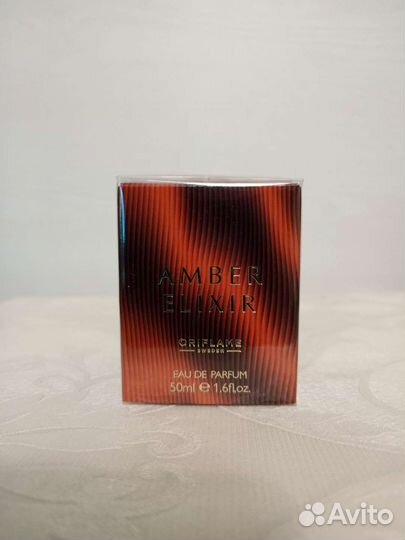 AMBER
ELIXIR
ORIFLAME
SWEDEN
EAU DE PARFUM
50ml ℮ 1.6fl.oz.
Avito